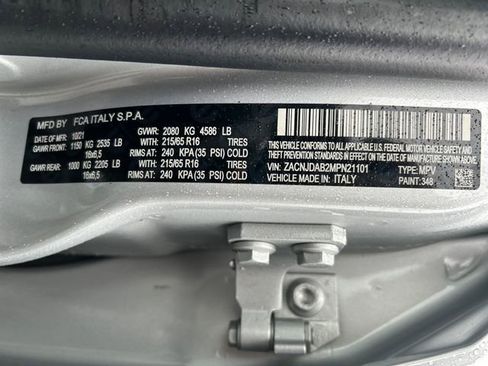 MFD BY FCA ITALY S.P.A.
DATE OF MFD: 10/21 GVWR: 2080 KG 4586 LB
GAWR FRONT: 1150 KG 2535 LB WITH: 215/65 R16 TIRES
16x6,5 RIMS AT: 240 KPA (35 PSI) COLD
GAWR REAR: 1000 KG 2205 LB WITH: 215/65 R16 TIRES
16x6,5 RIMS AT: 240 KPA (35 PSI) COLD
THIS VEHICLE CONFORMS TO ALL APPLICABLE
FEDERAL MOTOR VEHICLE SAFETY
STANDARDS IN EFFECT ON THE DATE OF
MANUFACTURE SHOWN ABOVE
VIN: ZACNJDAB2MPN21101 TYPE: MPV
VEHICLE MADE IN: ITALY PAINT: 348